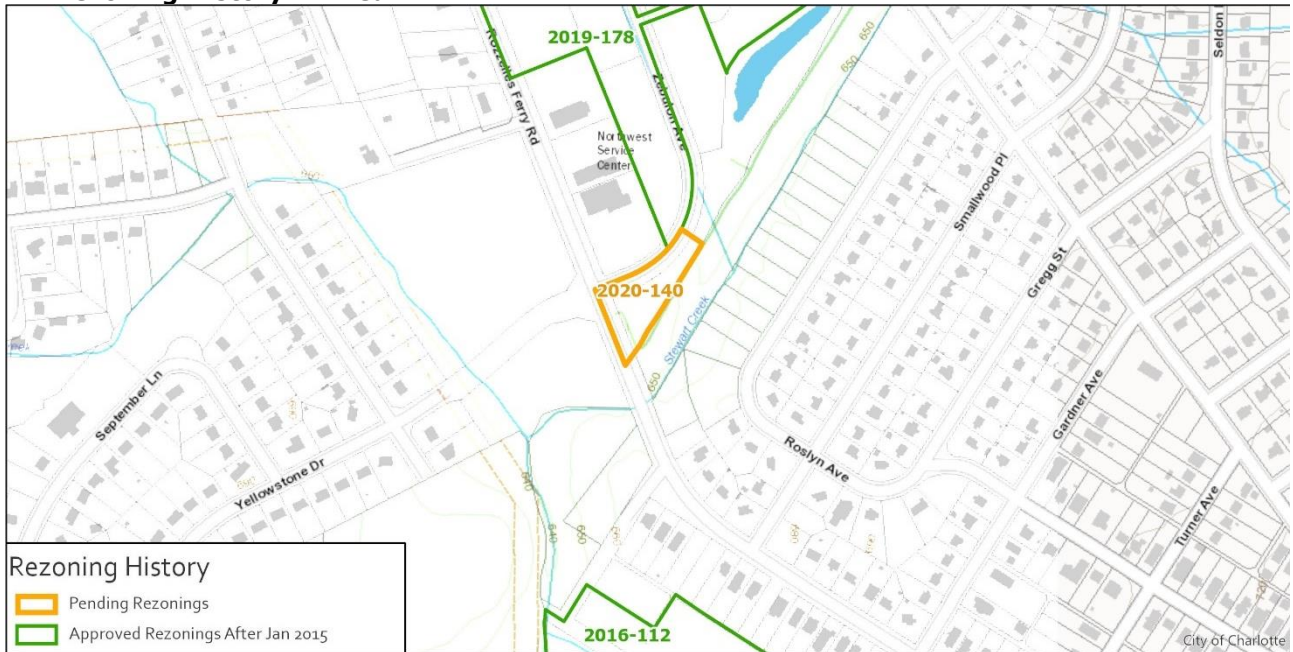 2019-178
Rozzelles Ferry Rd
Zebulon Ave
Northwest
Service
Center
650
650
Seldon
Smallwood Pl
Gregg St
2020-140
Stewart Creek
650
September Ln
Yellowstone Dr
Roslyn Ave
Gardner Ave
Turner Ave
640
640
650
680
2016-112
Rezoning History
Pending Rezonings
Approved Rezonings After Jan 2015
City of Charlotte